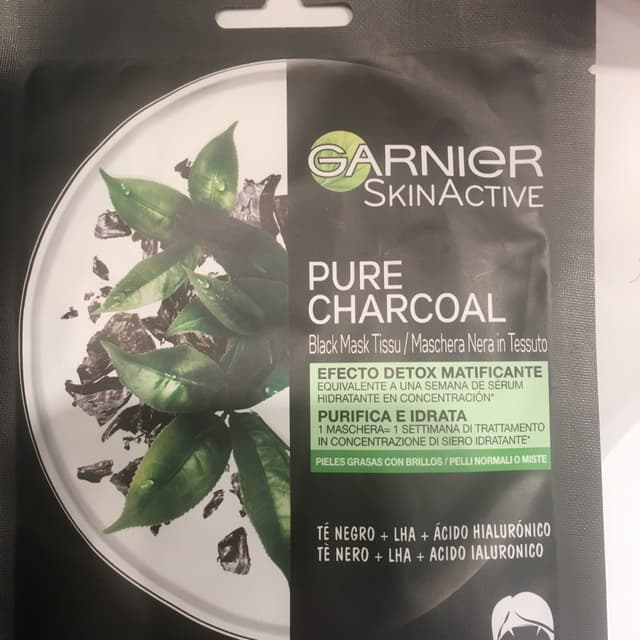 GARNIER
SKINACTIVE
PURE
CHARCOAL
Black Mask Tissu / Maschera Nera in Tessuto
EFECTO DETOX MATIFICANTE
EQUIVALENTE A UNA SEMANA DE SÉRUM
HIDRATANTE EN CONCENTRACIÓN*
PURIFICA E IDRATA
1 MASCHERA= 1 SETTIMANA DI TRATTAMENTO
IN CONCENTRAZIONE DI SIERO IDRATANTE*
PIELES GRASAS CON BRILLOS / PELLI NORMALI O MISTE
TÉ NEGRO + LHA + ÁCIDO HIALURÓNICO
TÈ NERO + LHA + ACIDO IALURONICO